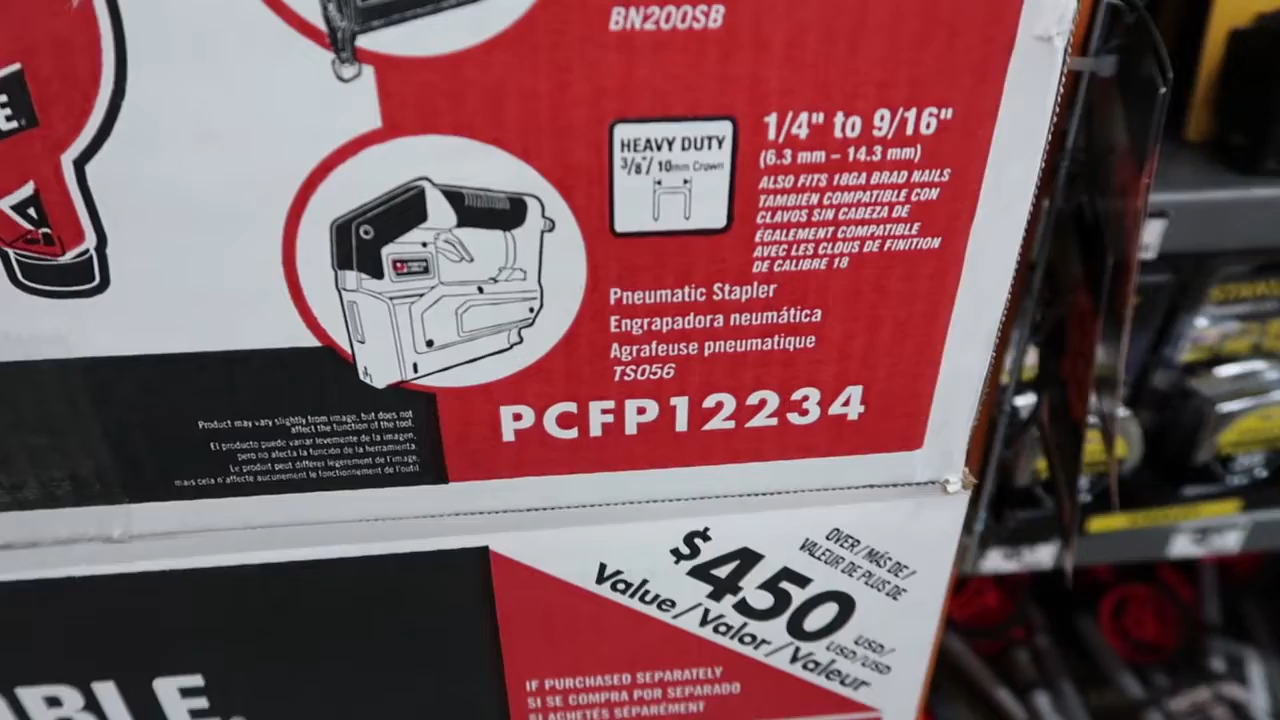 BN200SB
E.
HEAVY DUTY
3/8"/ 10mm Crown
1/4" to 9/16"
(6.3 mm – 14.3 mm)
ALSO FITS 18GA BRAD NAILS
TAMBIEN COMPATIBLE CON
CLAVOS SIN CABEZA DE
ÉGALEMENT COMPATIBLE
AVEC LES CLOUS DE FINITION
DE CALIBRE 18
Pneumatic Stapler
Engrapadora neumática
Agrafeuse pneumatique
TS056
PCFP12234
Product may vary slightly from image, but does not
affect the function of the tool.
El producto puede variar levemente de la imagen,
pero no afecta la función de la herramienta.
Le produit peut différer légèrement de l'image,
mais cela n'affecte aucunement le fonctionnement de l'outil
OVER / MÁS DE /
VALEUR DE PLUS DE
$450
USD/
USD/USD
Value / Valor / Valeur
IF PURCHASED SEPARATELY
SI SE COMPRA POR SEPARADO
SI ACHETÉS SÉPARÉMENT
BLE.